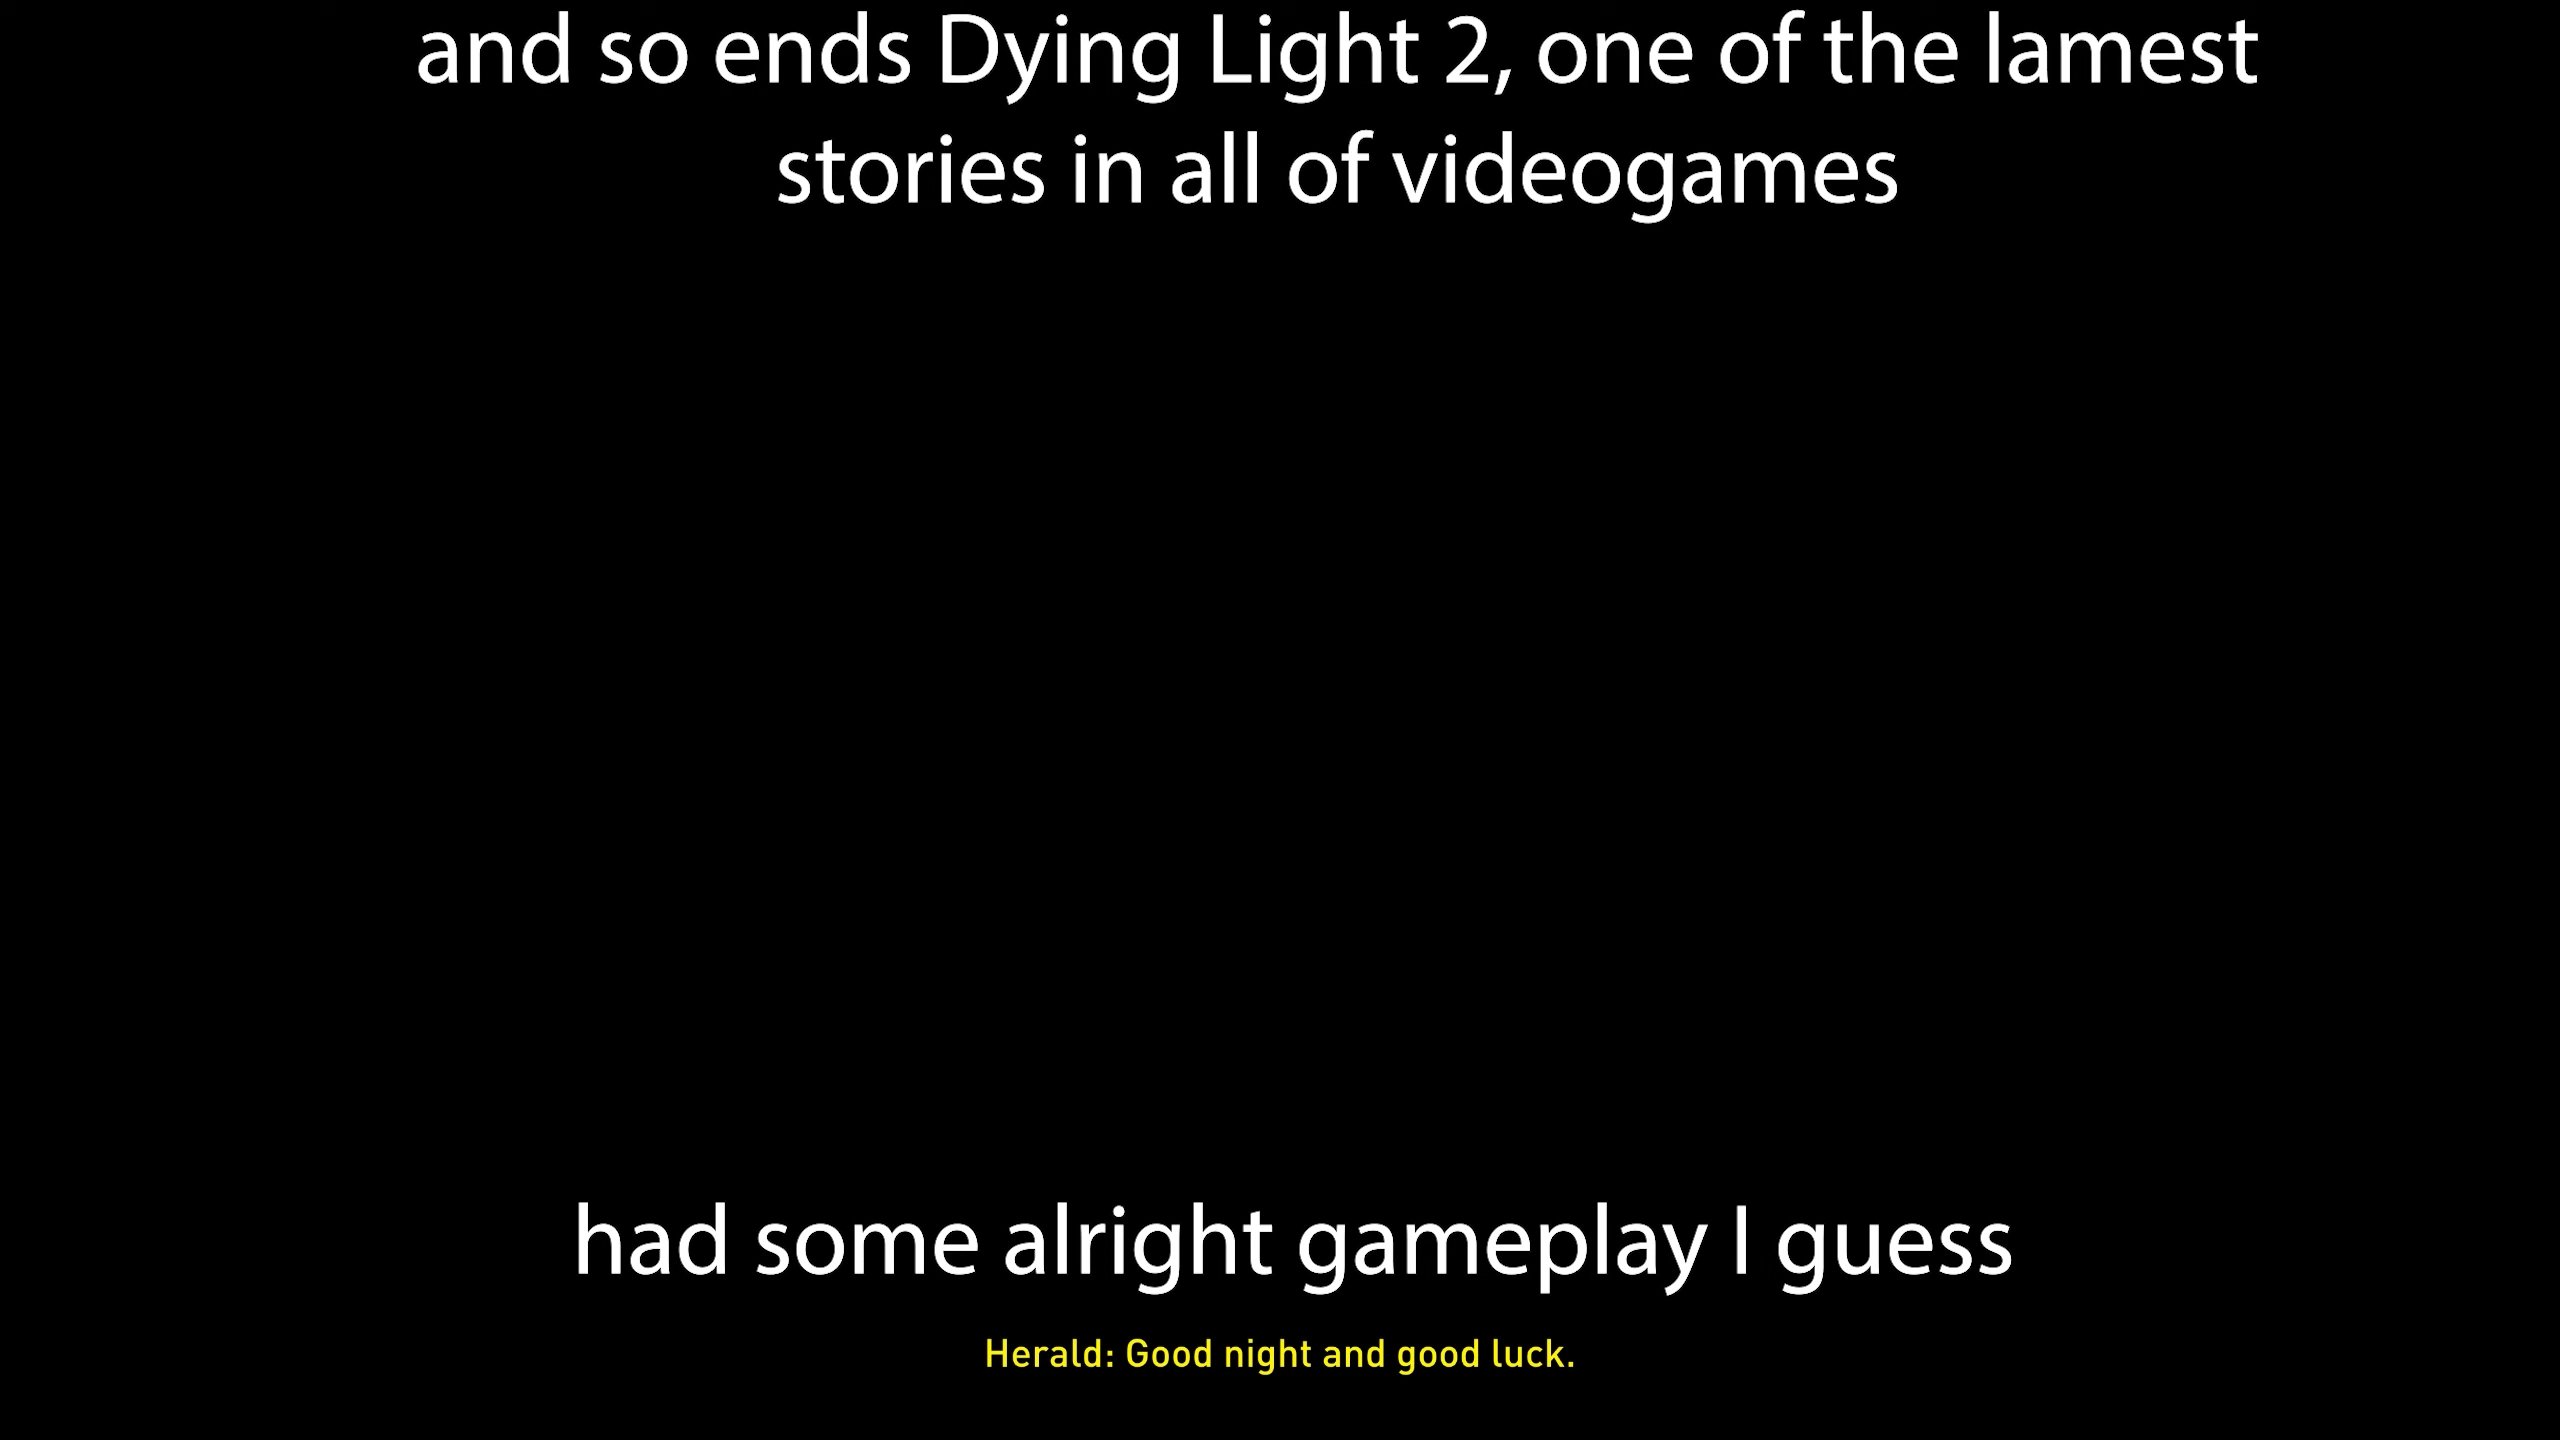 and so ends Dying Light 2, one of the lamest
stories in all of videogames
had some alright gameplay I guess
Herald: Good night and good luck.